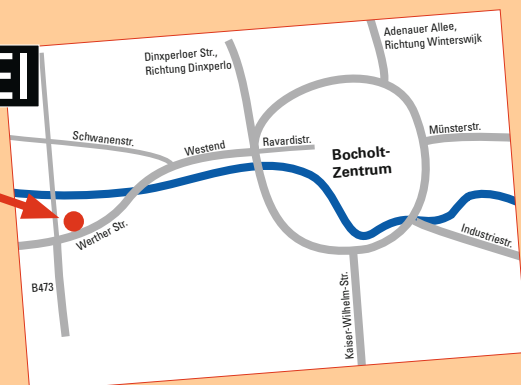 EI
Adenauer Allee,
Richtung Winterswijk
Dinxperloer Str.,
Richtung Dinxperlo
Schwanenstr.
Westend
Ravardistr.
Münsterstr.
Bocholt-
Zentrum
Werther Str.
Industriestr.
B473
Kaiser-Wilhelm-Str.